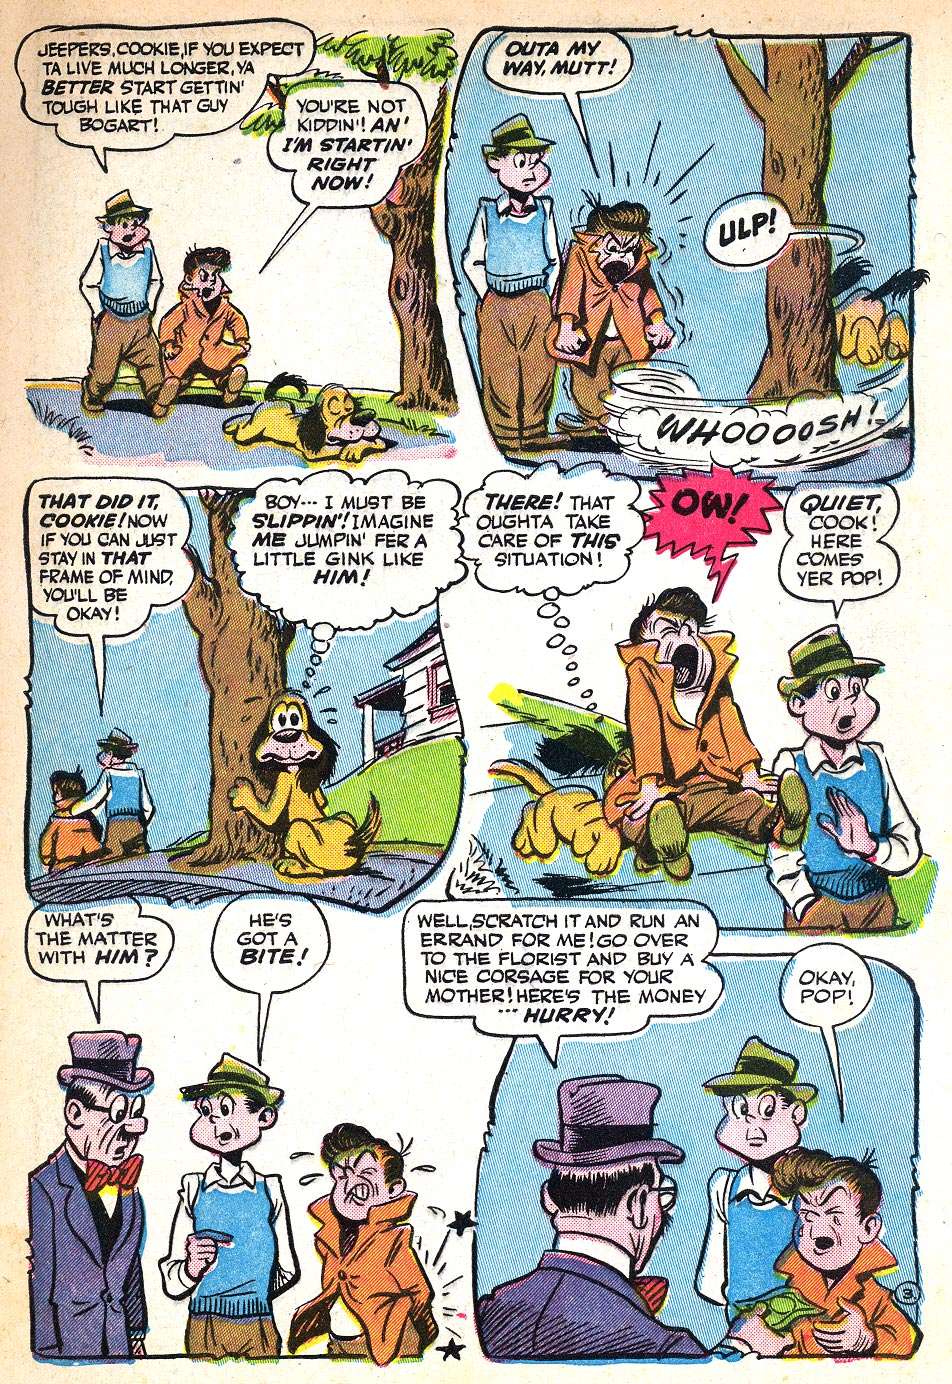 JEEPERS, COOKIE, IF YOU EXPECT
TA LIVE MUCH LONGER, YA
BETTER START GETTIN'
TOUGH LIKE THAT GUY
BOGART!
YOU'RE NOT
KIDDIN'! AN'
I'M STARTIN'
RIGHT
NOW!
OUTA MY
WAY, MUTT!
ULP!
WHOOOOSH!
THAT DID IT,
COOKIE! NOW
IF YOU CAN JUST
STAY IN THAT
FRAME OF MIND,
YOU'LL BE
OKAY!
BOY--- I MUST BE
SLIPPIN'! IMAGINE
ME JUMPIN' FER A
LITTLE GINK LIKE
HIM!
THERE! THAT
OUGHTA TAKE
CARE OF THIS
SITUATION!
OW!
QUIET,
COOK!
HERE
COMES
YER POP!
WHAT'S
THE MATTER
WITH HIM?
HE'S
GOT A
BITE!
WELL, SCRATCH IT AND RUN AN
ERRAND FOR ME! GO OVER
TO THE FLORIST AND BUY A
NICE CORSAGE FOR YOUR
MOTHER! HERE'S THE MONEY
--- HURRY!
OKAY,
POP!
3